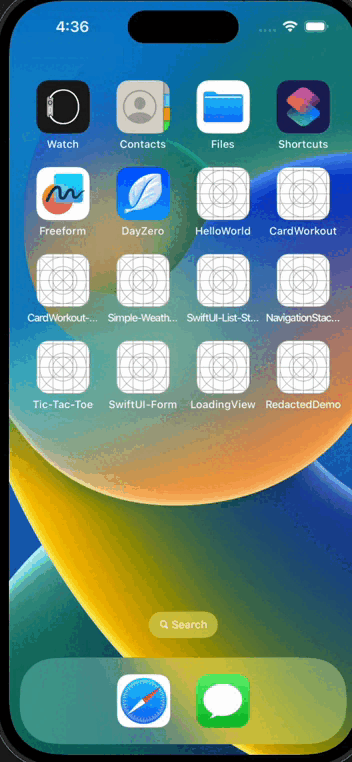 4:36
Watch Contacts Files Shortcuts
Freeform DayZero HelloWorld CardWorkout
CardWorkout-... Simple-Weath... SwiftUI-List-St... NavigationStac...
Tic-Tac-Toe SwiftUI-Form LoadingView RedactedDemo
Search